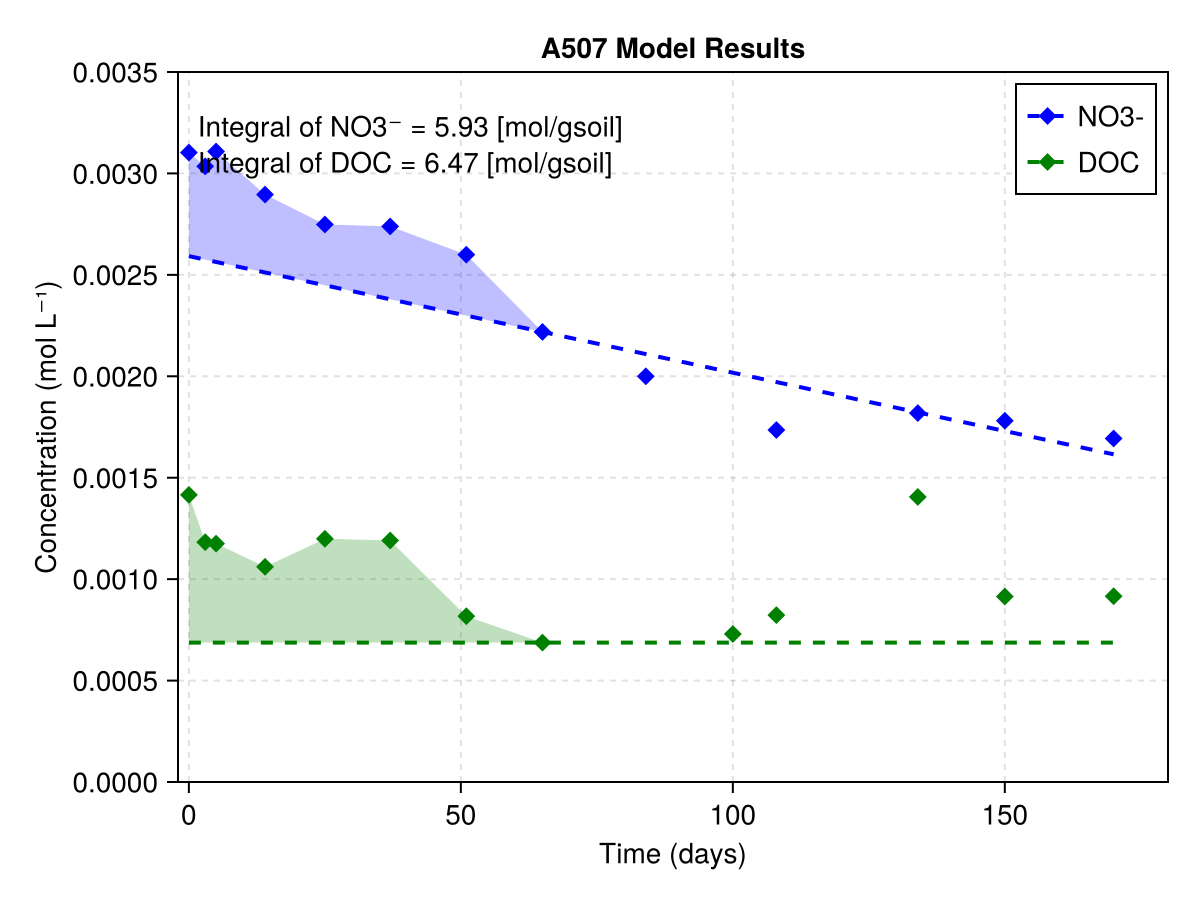 A507 Model Results
0.0035
0.0030
0.0025
0.0020
0.0015
0.0010
0.0005
0.0000
Concentration (mol L⁻¹)
Integral of NO3⁻ = 5.93 [mol/gsoil]
Integral of DOC = 6.47 [mol/gsoil]
NO3-
DOC
0 50 100 150
Time (days)